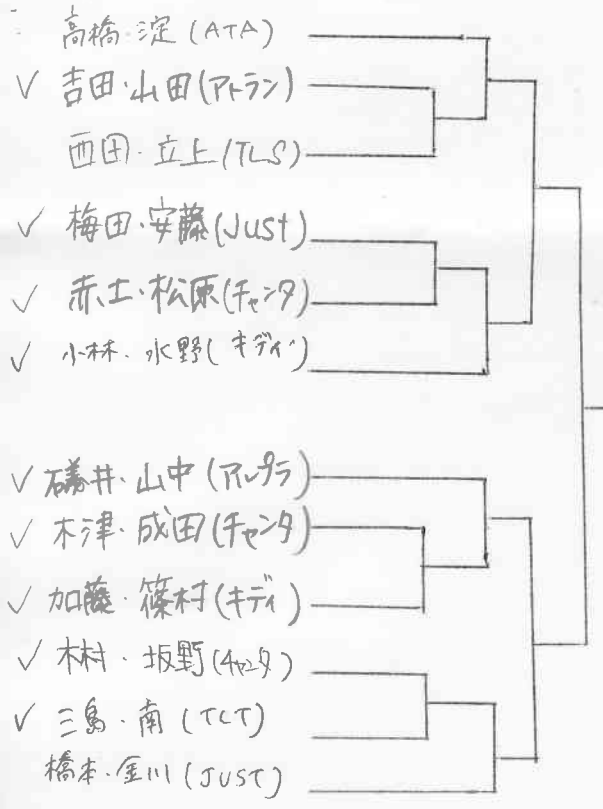 高橋・淀(ATA)
✓ 吉田・山田(アトラン)
西田・立上(TLS)
✓ 梅田・安藤(JUST)
✓ 赤土・松原(チャンタ)
✓ 小林・水野(キディ)
✓ 礒井・山中(アルプラ)
✓ 木津・成田(チャンタ)
✓ 加藤・篠村(キディ)
✓ 木村・坂野(チャンタ)
✓ 三島・南(TCT)
橋本・金川(JUST)